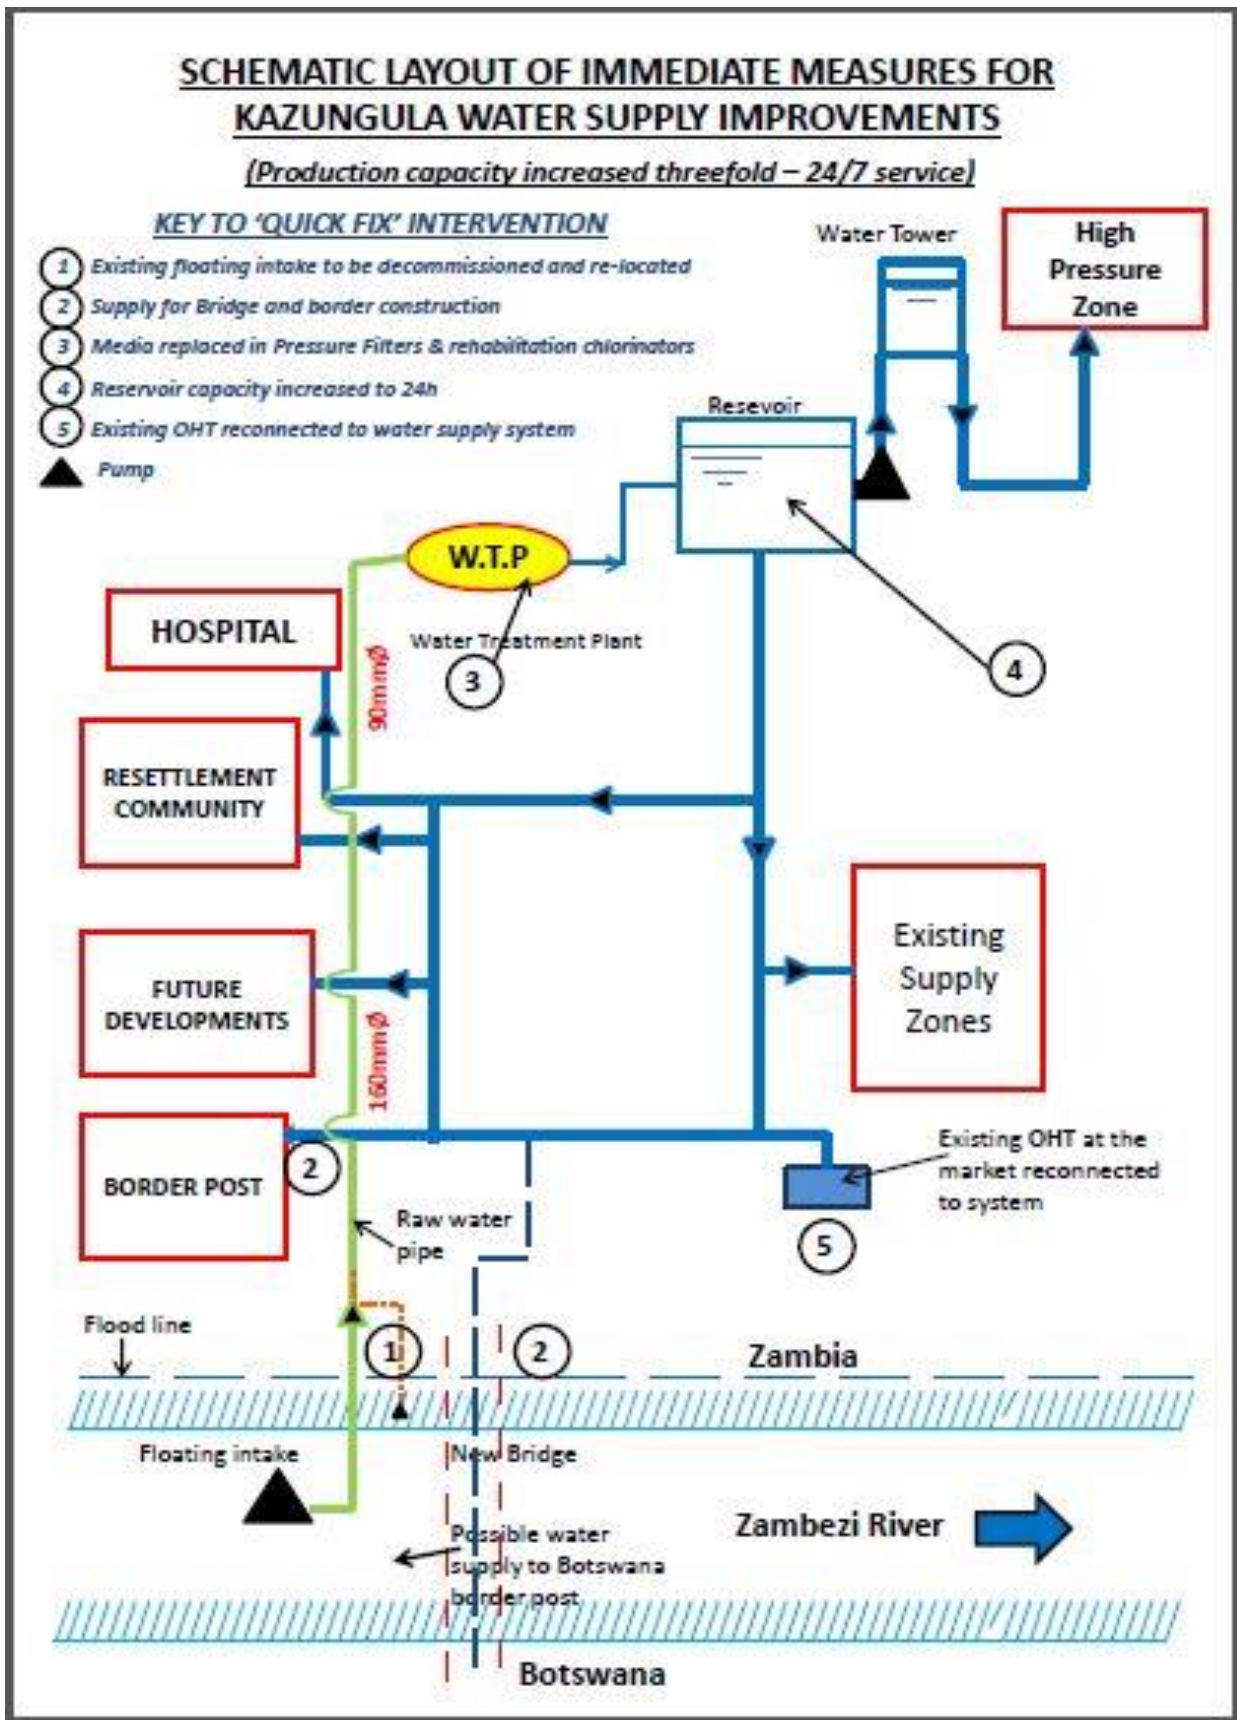 SCHEMATIC LAYOUT OF IMMEDIATE MEASURES FOR
KAZUNGULA WATER SUPPLY IMPROVEMENTS
(Production capacity increased threefold – 24/7 service)
KEY TO ‘QUICK FIX’ INTERVENTION
1 Existing floating intake to be decommissioned and re-located
2 Supply for Bridge and border construction
3 Media replaced in Pressure Filters & rehabilitation chlorinators
4 Reservoir capacity increased to 24h
5 Existing OHT reconnected to water supply system
Pump
Water Tower
High
Pressure
Zone
Resevoir
W.T.P
Water Treatment Plant
3
4
HOSPITAL
90mmØ
RESETTLEMENT
COMMUNITY
FUTURE
DEVELOPMENTS
160mmØ
Existing
Supply
Zones
BORDER POST
2
Existing OHT at the
market reconnected
to system
5
Raw water
pipe
Flood line
1
2
Zambia
Floating intake
New Bridge
Zambezi River
Possible water
supply to Botswana
border post
Botswana